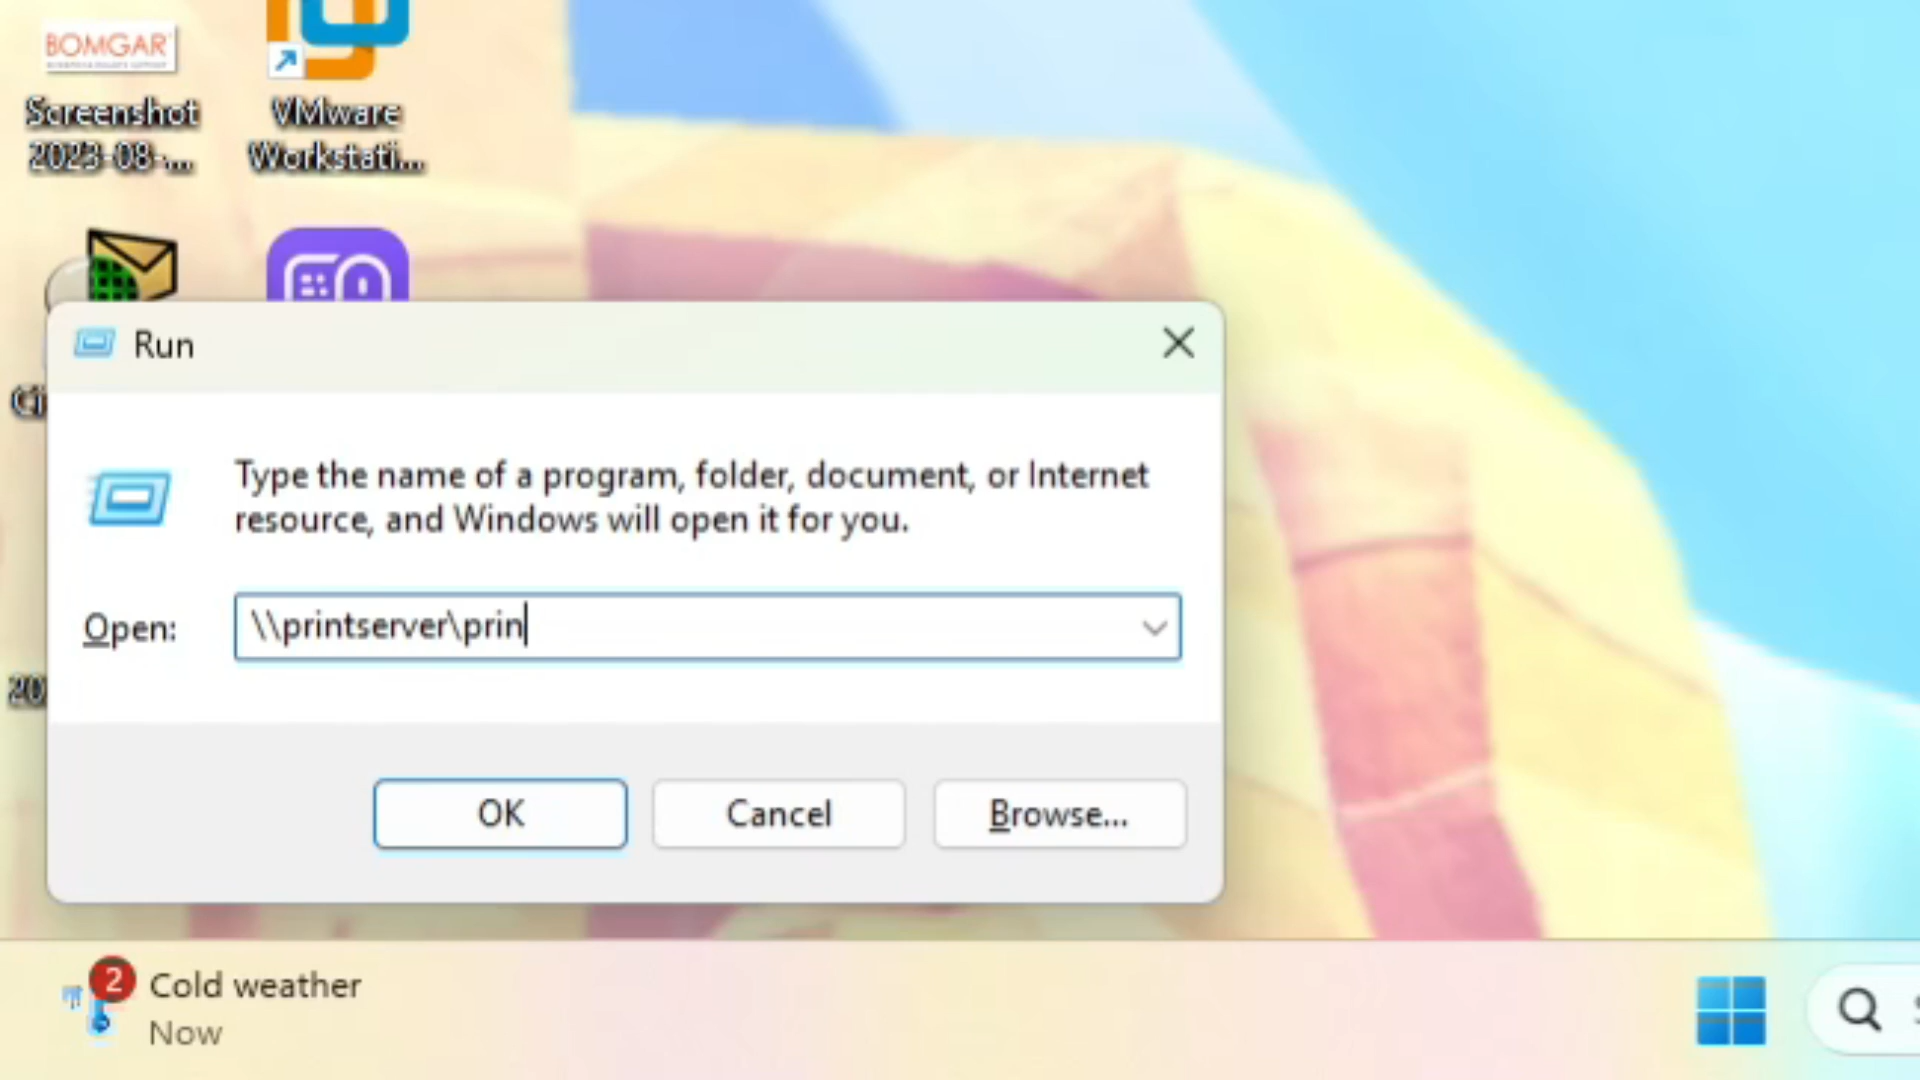 BOMGAR
Screenshot
2023-08-...
VMware
Workstati...
Run
Type the name of a program, folder, document, or Internet
resource, and Windows will open it for you.
Open:
\\printserver\prin
OK
Cancel
Browse...
2
Cold weather
Now